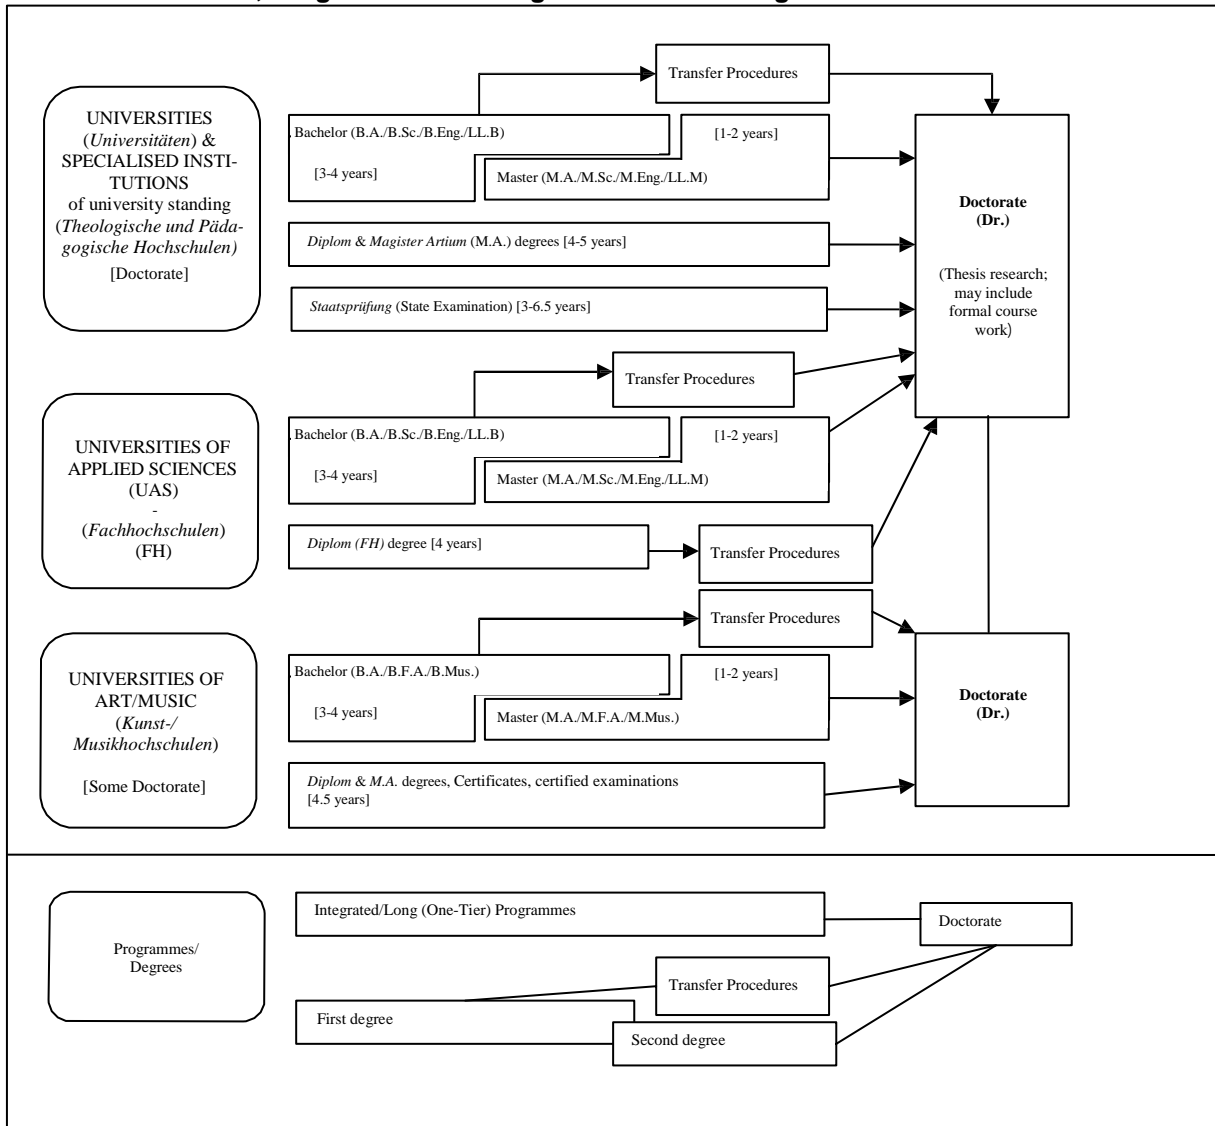 Transfer Procedures
UNIVERSITIES
(Universitäten) &
SPECIALISED INSTI-
TUTIONS
of university standing
(Theologische und Päda-
gogische Hochschulen)
[Doctorate]
Bachelor (B.A./B.Sc./B.Eng./LL.B)
[3-4 years]
[1-2 years]
Master (M.A./M.Sc./M.Eng./LL.M)
Diplom & Magister Artium (M.A.) degrees [4-5 years]
Staatsprüfung (State Examination) [3-6.5 years]
Doctorate
(Dr.)
(Thesis research;
may include
formal course
work)
Transfer Procedures
UNIVERSITIES OF
APPLIED SCIENCES
(UAS)
-
(Fachhochschulen)
(FH)
Bachelor (B.A./B.Sc./B.Eng./LL.B)
[3-4 years]
[1-2 years]
Master (M.A./M.Sc./M.Eng./LL.M)
Diplom (FH) degree [4 years]
Transfer Procedures
Transfer Procedures
UNIVERSITIES OF
ART/MUSIC
(Kunst-/
Musikhochschulen)
[Some Doctorate]
Bachelor (B.A./B.F.A./B.Mus.)
[3-4 years]
[1-2 years]
Master (M.A./M.F.A./M.Mus.)
Diplom & M.A. degrees, Certificates, certified examinations
[4.5 years]
Doctorate
(Dr.)
Programmes/
Degrees
Integrated/Long (One-Tier) Programmes
Doctorate
Transfer Procedures
First degree
Second degree